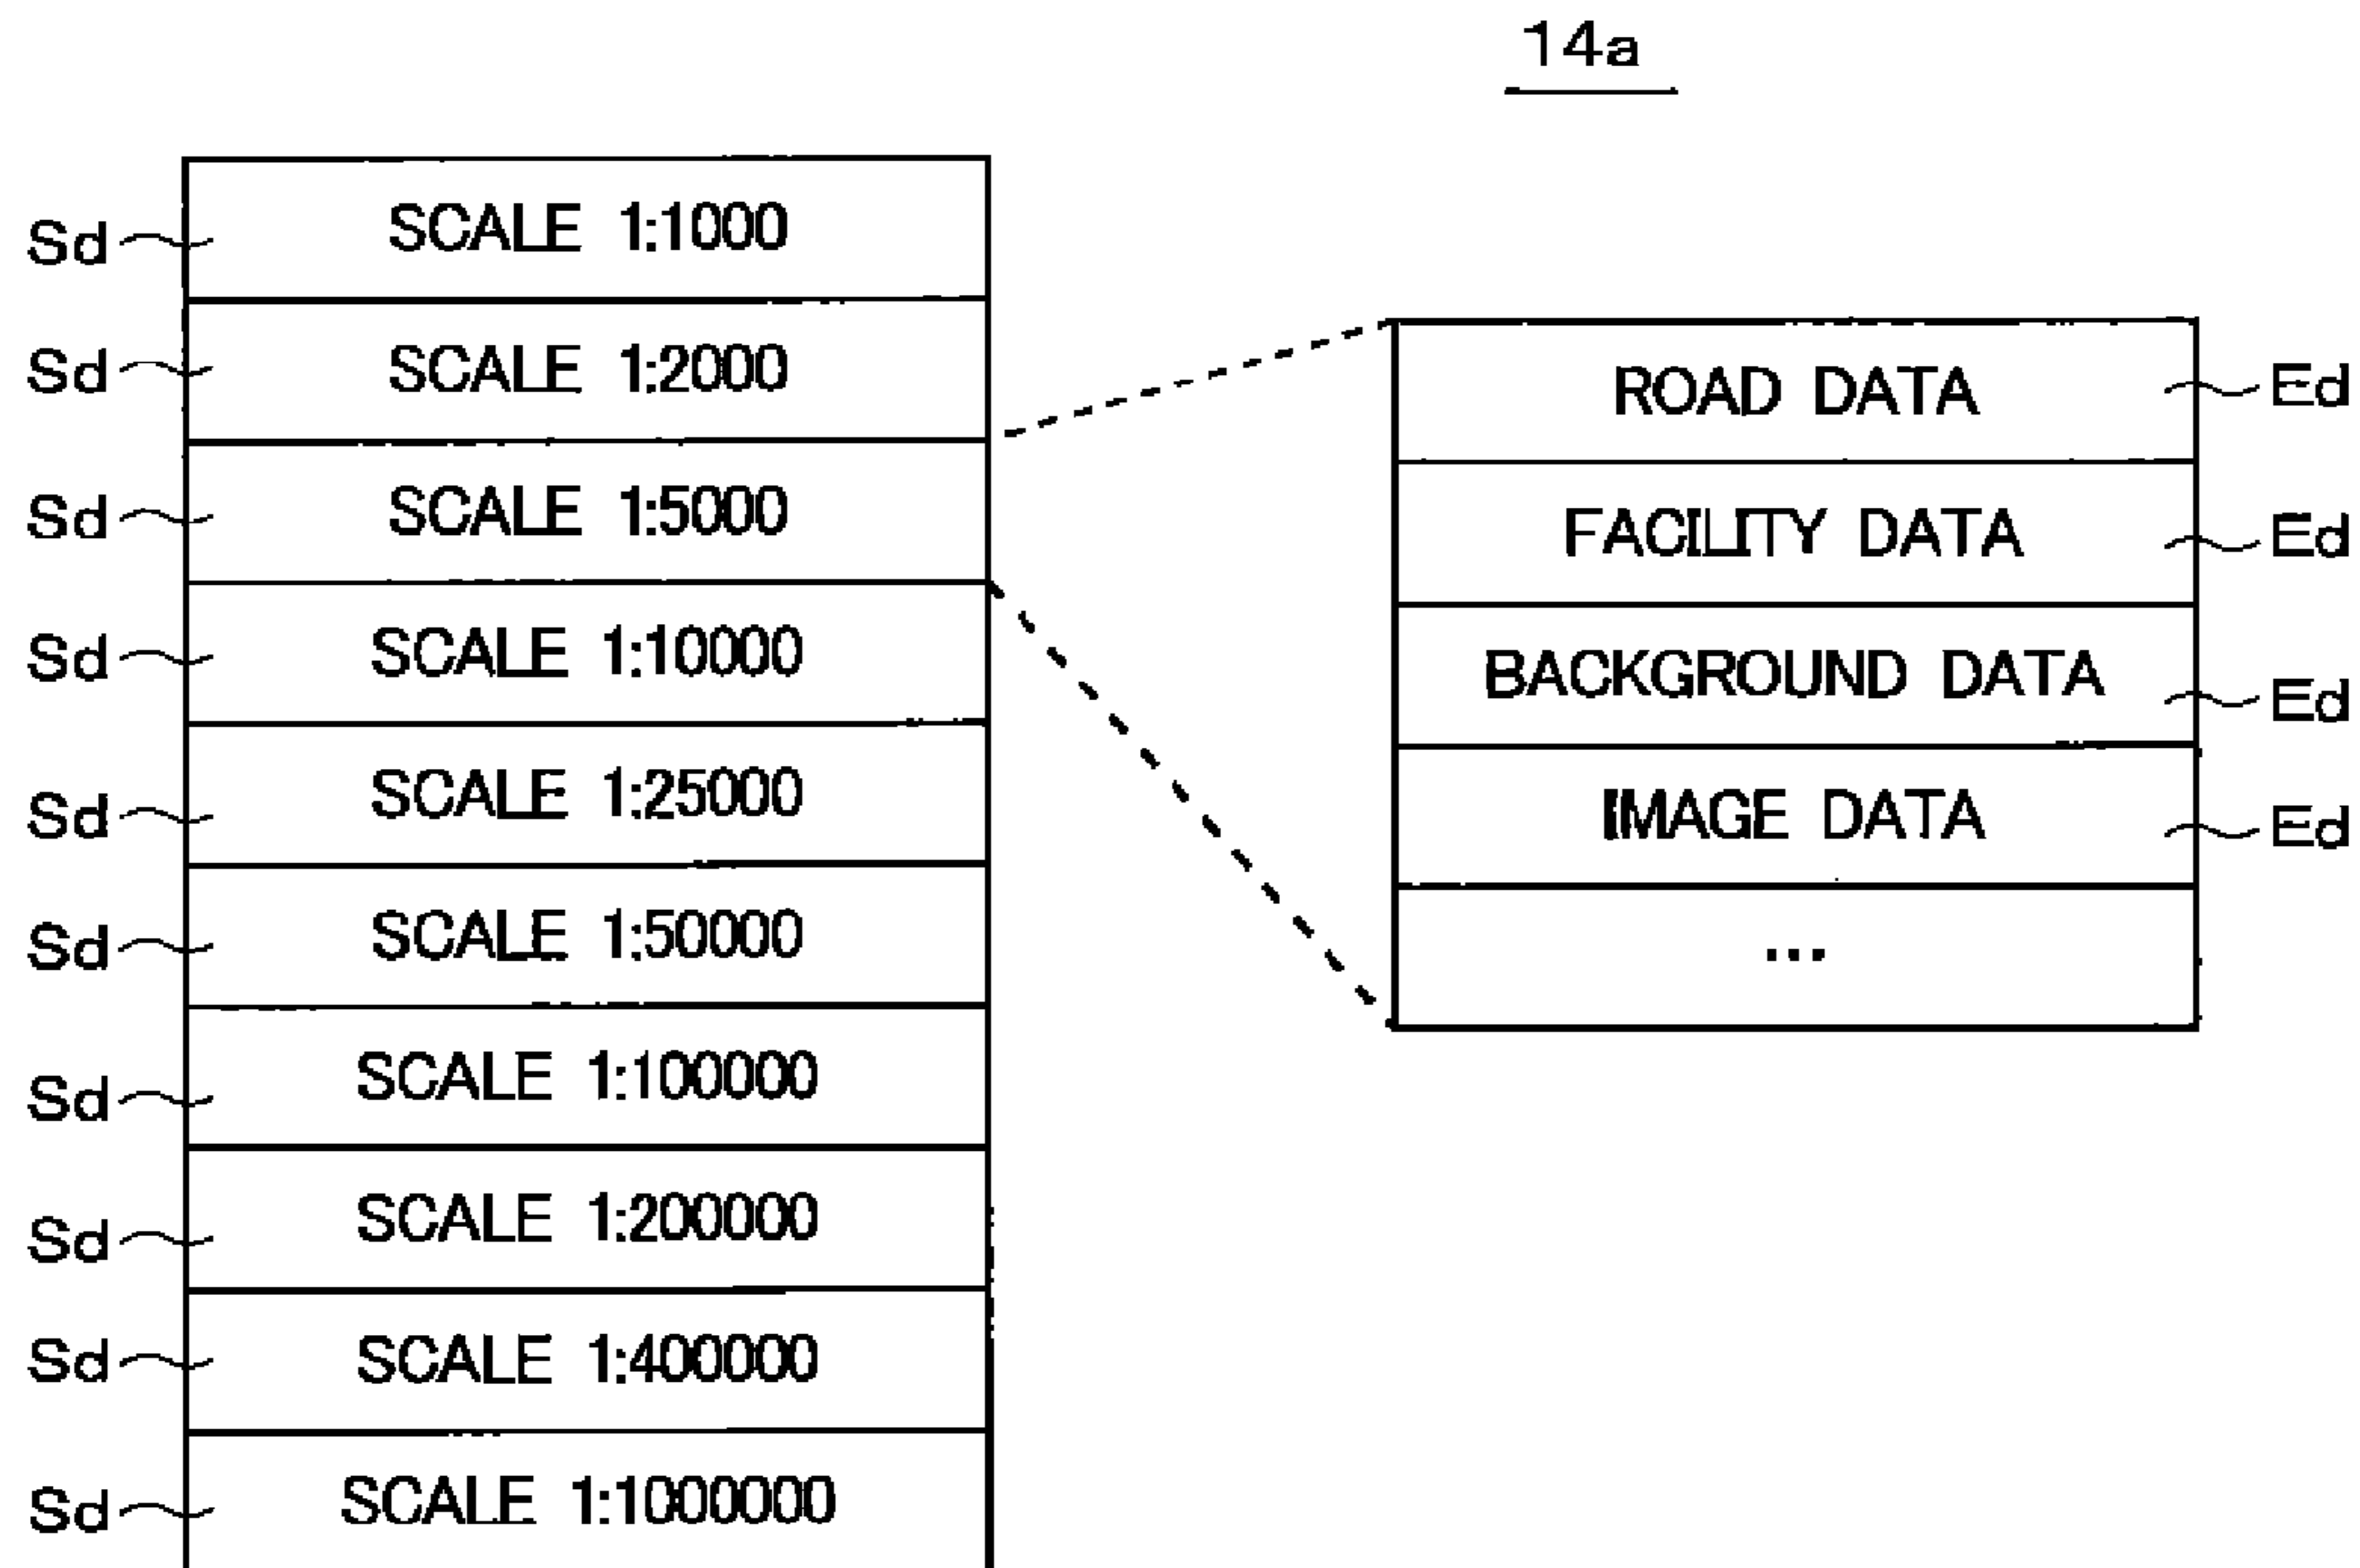 14a
Sd SCALE 1:1000
Sd SCALE 1:2000
Sd SCALE 1:5000
Sd SCALE 1:10000
Sd SCALE 1:25000
Sd SCALE 1:50000
Sd SCALE 1:100000
Sd SCALE 1:200000
Sd SCALE 1:400000
Sd SCALE 1:1000000
ROAD DATA Ed
FACILITY DATA Ed
BACKGROUND DATA Ed
IMAGE DATA Ed
...